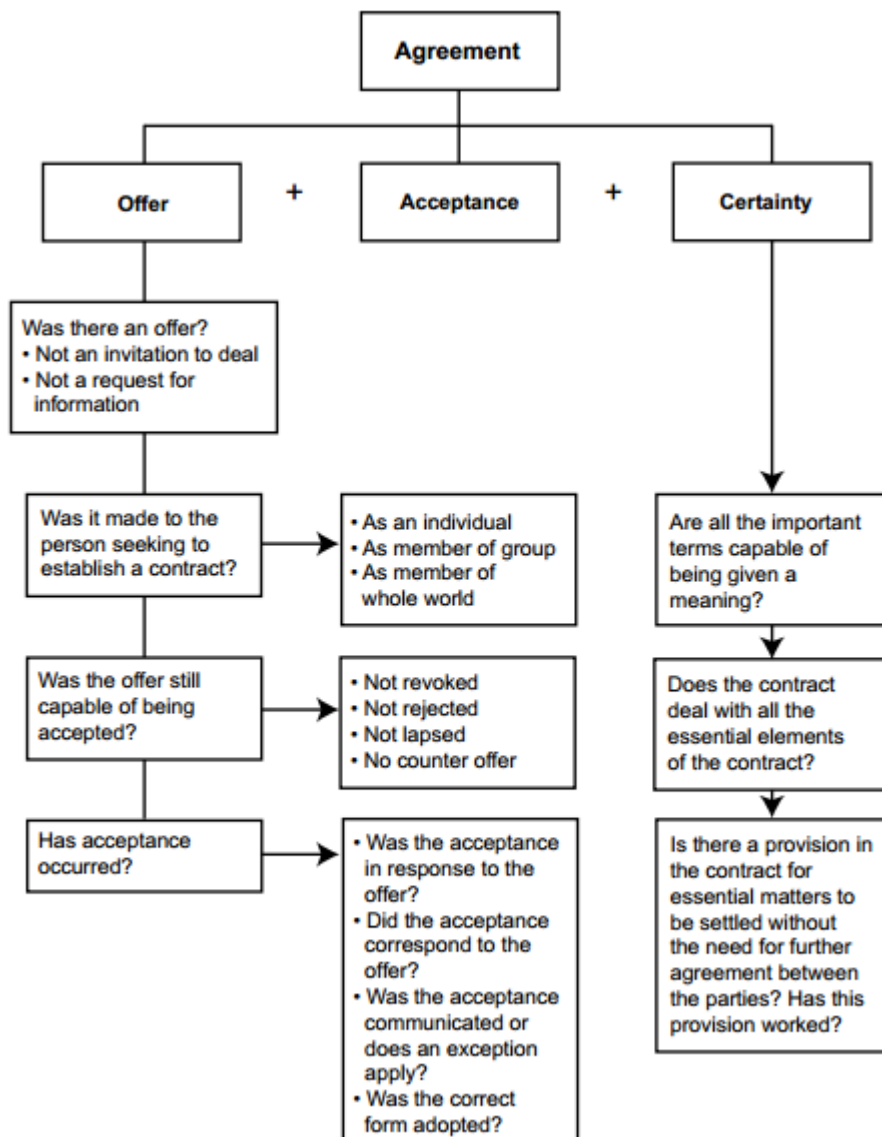 Agreement
Offer
+
Acceptance
+
Certainty
Was there an offer?
• Not an invitation to deal
• Not a request for
information
Was it made to the
person seeking to
establish a contract?
• As an individual
• As member of group
• As member of
whole world
Was the offer still
capable of being
accepted?
• Not revoked
• Not rejected
• Not lapsed
• No counter offer
Has acceptance
occurred?
• Was the acceptance
in response to the
offer?
• Did the acceptance
correspond to the
offer?
• Was the acceptance
communicated or
does an exception
apply?
• Was the correct
form adopted?
Are all the important
terms capable of
being given a
meaning?
Does the contract
deal with all the
essential elements
of the contract?
Is there a provision in
the contract for
essential matters to
be settled without
the need for further
agreement between
the parties? Has this
provision worked?